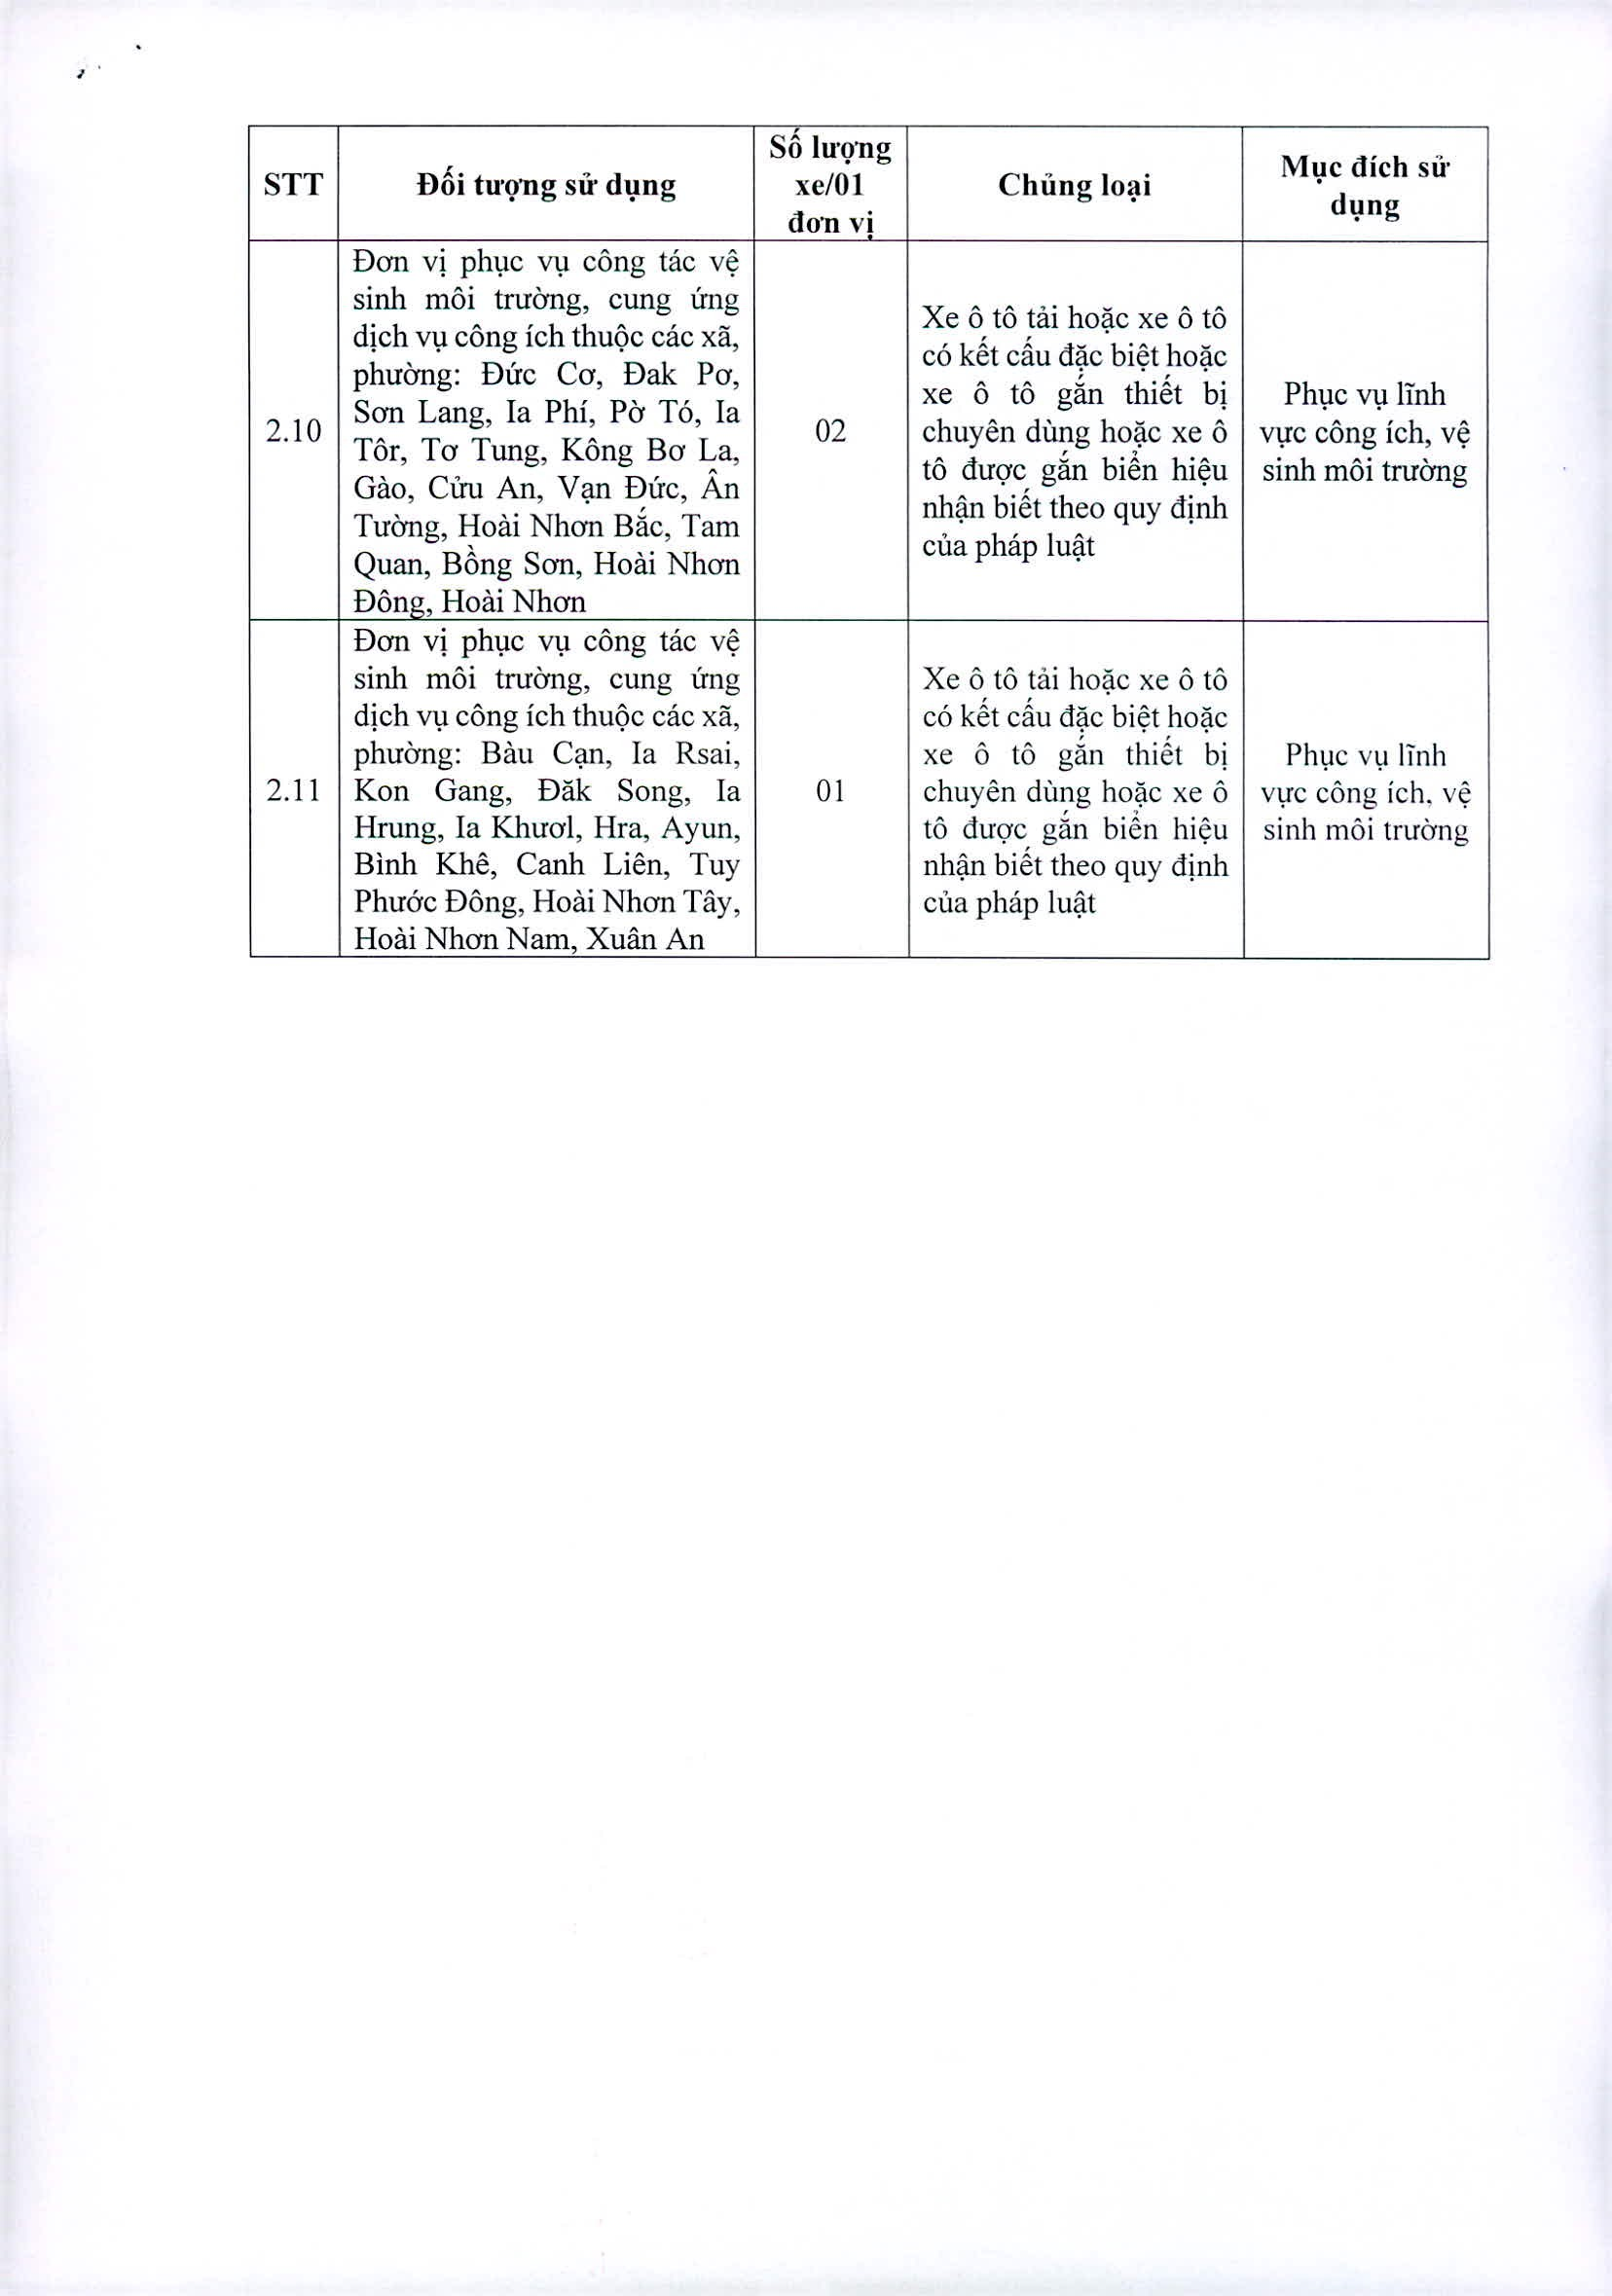 STT
Đối tượng sử dụng
Số lượng
xe/01
đơn vị
Chủng loại
Mục đích sử
dụng
2.10
Đơn vị phục vụ công tác vệ
sinh môi trường, cung ứng
dịch vụ công ích thuộc các xã,
phường: Đức Cơ, Đak Pơ,
Sơn Lang, Ia Phí, Pờ Tó, Ia
Tôr, Tơ Tung, Kông Bơ La,
Gào, Cửu An, Vạn Đức, Ân
Tường, Hoài Nhơn Bắc, Tam
Quan, Bồng Sơn, Hoài Nhơn
Đông, Hoài Nhơn
02
Xe ô tô tải hoặc xe ô tô
có kết cấu đặc biệt hoặc
xe ô tô gắn thiết bị
chuyên dùng hoặc xe ô
tô được gắn biển hiệu
nhận biết theo quy định
của pháp luật
Phục vụ lĩnh
vực công ích, vệ
sinh môi trường
2.11
Đơn vị phục vụ công tác vệ
sinh môi trường, cung ứng
dịch vụ công ích thuộc các xã,
phường: Bàu Cạn, Ia Rsai,
Kon Gang, Đăk Song, Ia
Hrung, Ia Khươl, Hra, Ayun,
Bình Khê, Canh Liên, Tuy
Phước Đông, Hoài Nhơn Tây,
Hoài Nhơn Nam, Xuân An
01
Xe ô tô tải hoặc xe ô tô
có kết cấu đặc biệt hoặc
xe ô tô gắn thiết bị
chuyên dùng hoặc xe ô
tô được gắn biển hiệu
nhận biết theo quy định
của pháp luật
Phục vụ lĩnh
vực công ích, vệ
sinh môi trường